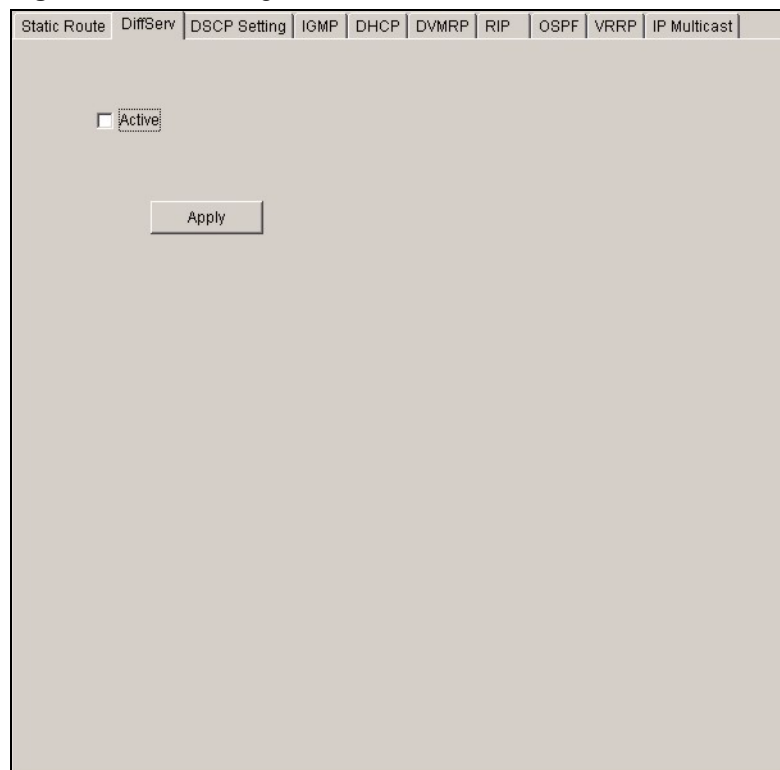 Static Route DiffServ DSCP Setting IGMP DHCP DVMRP RIP OSPF VRRP IP Multicast
Active
Apply